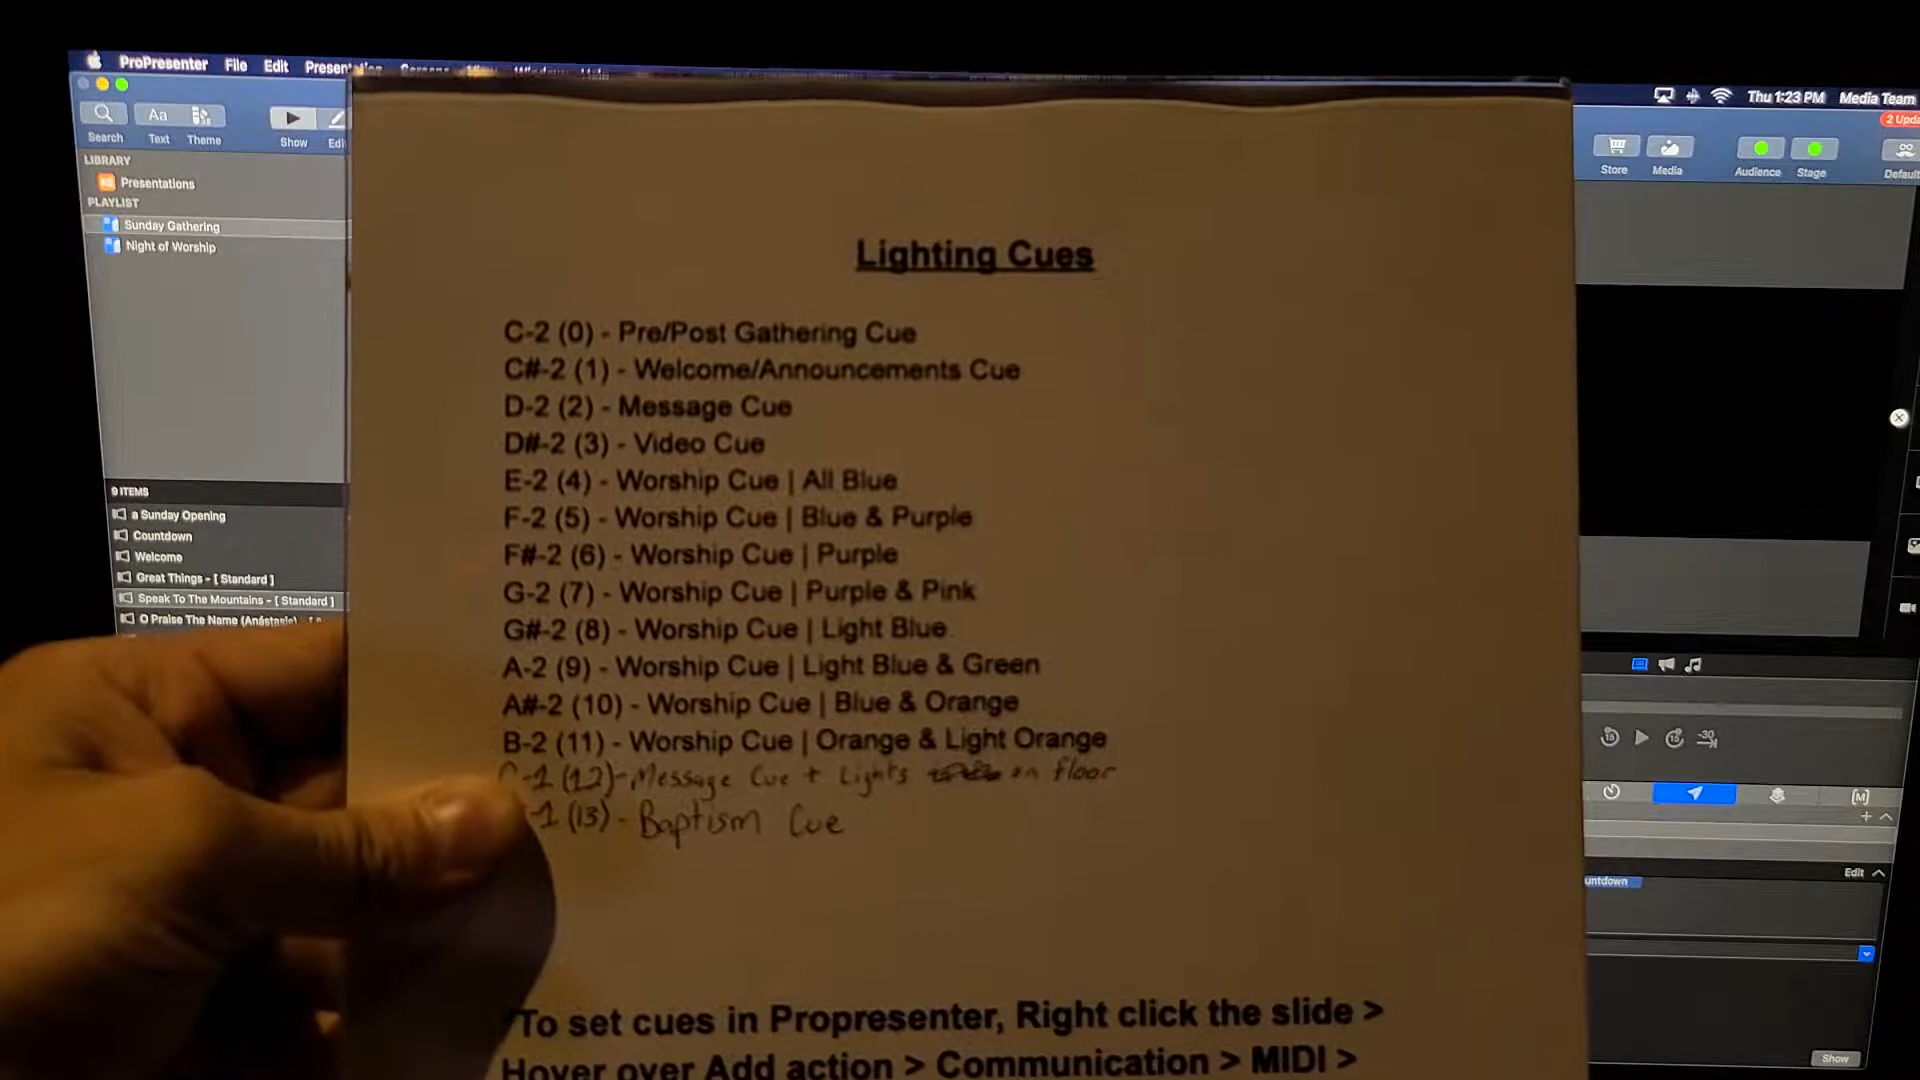 ProPresenter File Edit Presentation
Thu 1:23 PM Media Team
Search Text Theme Show
Store Media Audience Stage
LIBRARY
Presentations
PLAYLIST
Sunday Gathering
Night of Worship
9 ITEMS
a Sunday Opening
Countdown
Welcome
Great Things - [ Standard ]
Speak To The Mountains - [ Standard ]
O Praise The Name (Anástasis)
Lighting Cues
C-2 (0) - Pre/Post Gathering Cue
C#-2 (1) - Welcome/Announcements Cue
D-2 (2) - Message Cue
D#-2 (3) - Video Cue
E-2 (4) - Worship Cue | All Blue
F-2 (5) - Worship Cue | Blue & Purple
F#-2 (6) - Worship Cue | Purple
G-2 (7) - Worship Cue | Purple & Pink
G#-2 (8) - Worship Cue | Light Blue
A-2 (9) - Worship Cue | Light Blue & Green
A#-2 (10) - Worship Cue | Blue & Orange
B-2 (11) - Worship Cue | Orange & Light Orange
-1 (12) - Message Cue + Lights on floor
-1 (13) - Baptism Cue
To set cues in Propresenter, Right click the slide >
Hover over Add action > Communication > MIDI >
Edit
Show